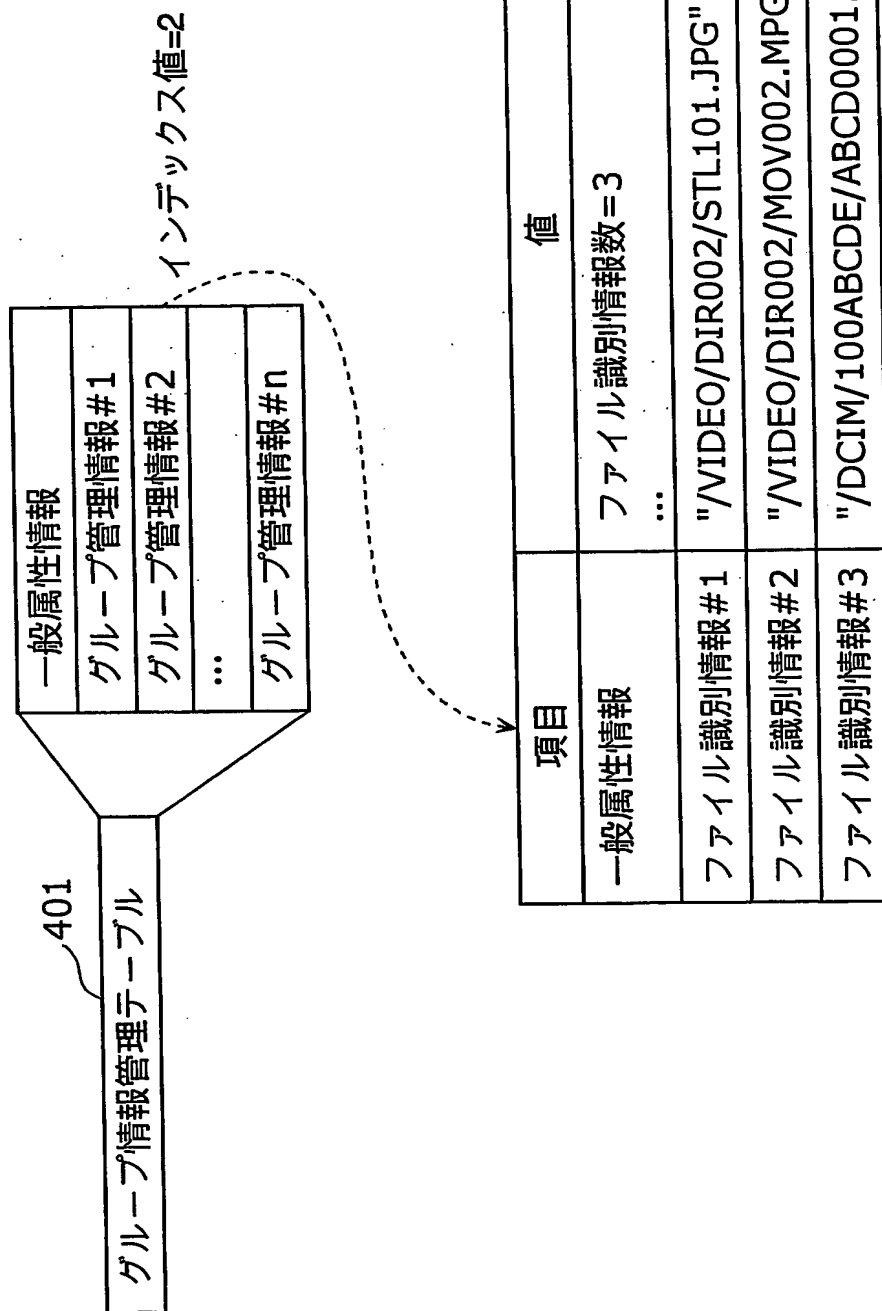 401
グループ情報管理テーブル
一般属性情報
グループ管理情報#1
グループ管理情報#2
...
グループ管理情報#n
インデックス値=2
項目 値
一般属性情報 ファイル識別情報数=3
...
ファイル識別情報#1 "/VIDEO/DIR002/STL101.JPG"
ファイル識別情報#2 "/VIDEO/DIR002/MOV002.MPG
ファイル識別情報#3 "/DCIM/100ABCDE/ABCD0001.